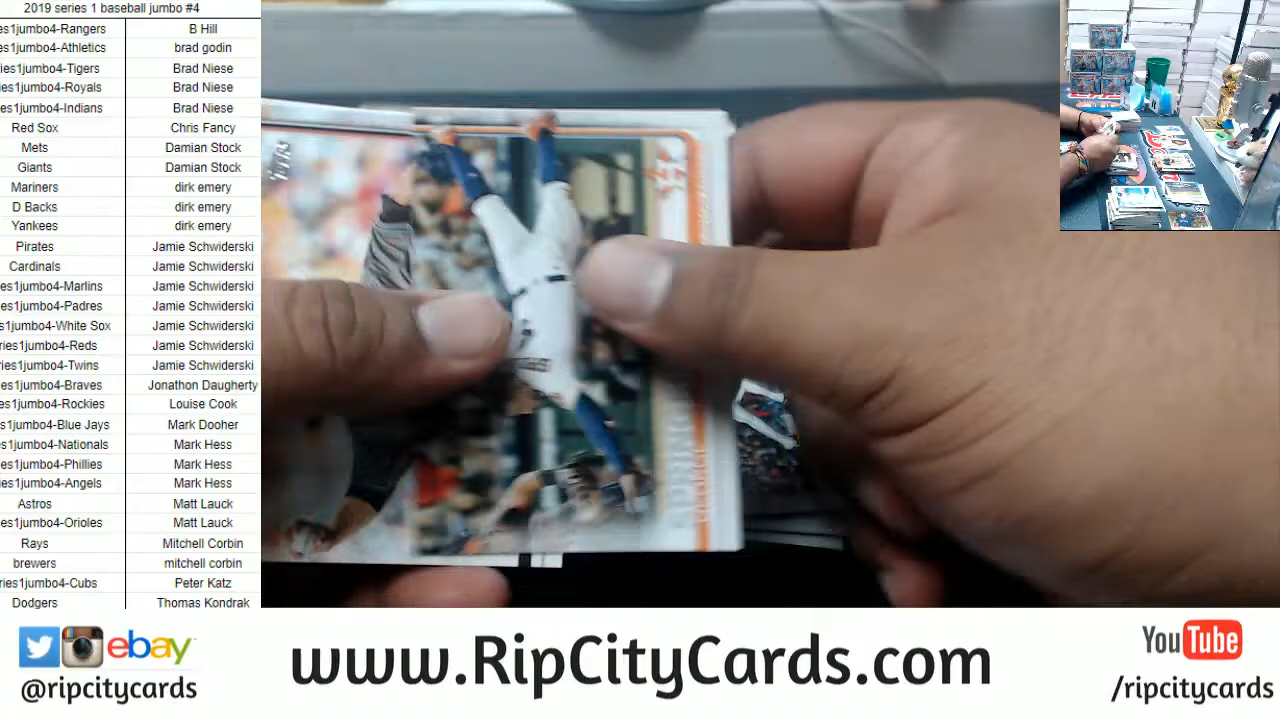 2019 series 1 baseball jumbo #4
es1jumbo4-Rangers B Hill
ies1jumbo4-Athletics brad godin
ries1jumbo4-Tigers Brad Niese
ies1jumbo4-Royals Brad Niese
ies1jumbo4-Indians Brad Niese
Red Sox Chris Fancy
Mets Damian Stock
Giants Damian Stock
Mariners dirk emery
D Backs dirk emery
Yankees dirk emery
Pirates Jamie Schwiderski
Cardinals Jamie Schwiderski
es1jumbo4-Marlins Jamie Schwiderski
es1jumbo4-Padres Jamie Schwiderski
s1jumbo4-White Sox Jamie Schwiderski
ries1jumbo4-Reds Jamie Schwiderski
ries1jumbo4-Twins Jamie Schwiderski
es1jumbo4-Braves Jonathon Daugherty
es1jumbo4-Rockies Louise Cook
s1jumbo4-Blue Jays Mark Dooher
s1jumbo4-Nationals Mark Hess
es1jumbo4-Phillies Mark Hess
es1jumbo4-Angels Mark Hess
Astros Matt Lauck
es1jumbo4-Orioles Matt Lauck
Rays Mitchell Corbin
brewers mitchell corbin
ries1jumbo4-Cubs Peter Katz
Dodgers Thomas Kondrak
ebay
@ripcitycards
www.RipCityCards.com
YouTube
/ripcitycards